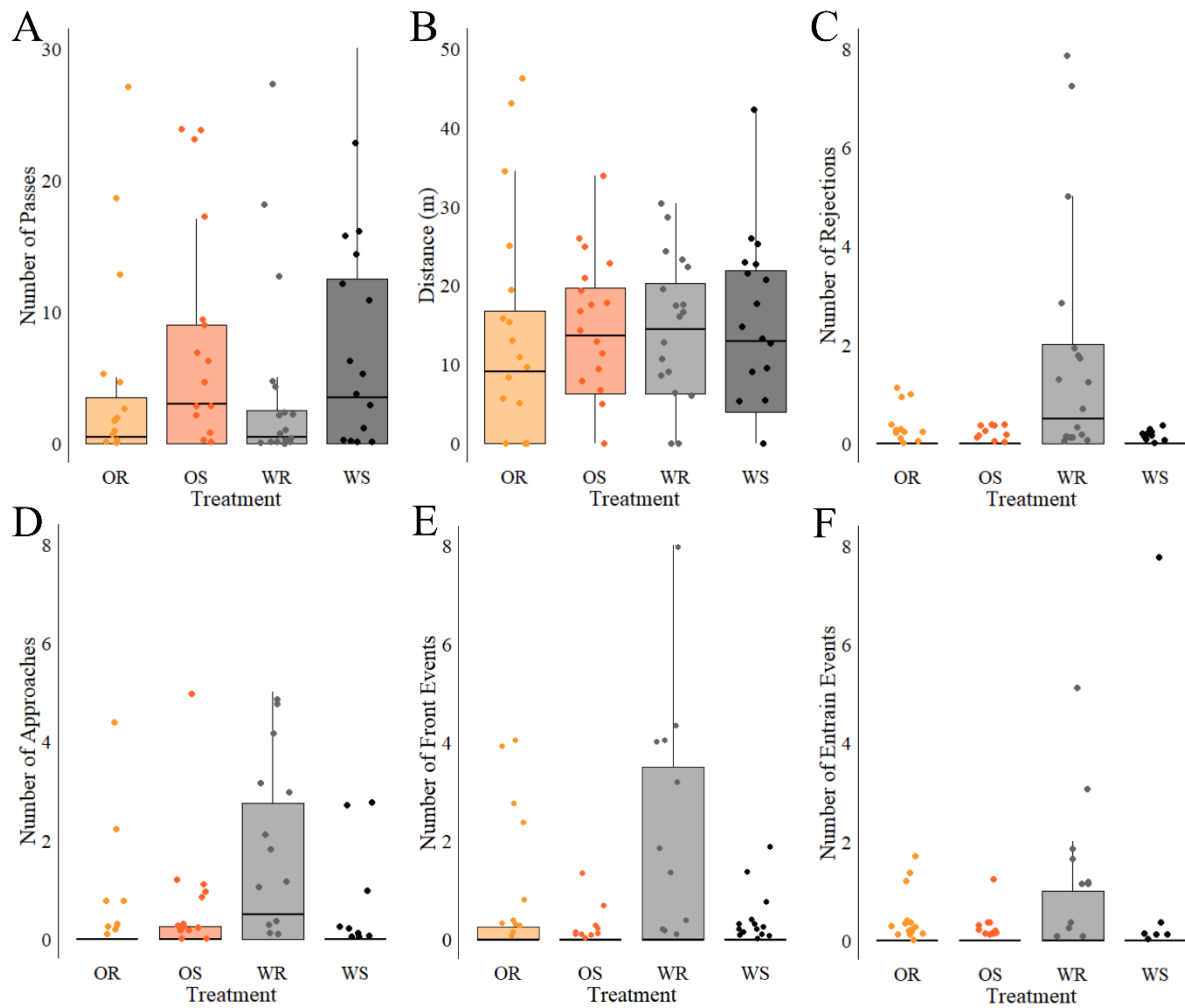 A
Number of Passes
30
20
10
0
OR OS WR WS
Treatment
B
Distance (m)
50
40
30
20
10
0
OR OS WR WS
Treatment
C
Number of Rejections
8
6
4
2
0
OR OS WR WS
Treatment
D
Number of Approaches
8
6
4
2
0
OR OS WR WS
Treatment
E
Number of Front Events
8
6
4
2
0
OR OS WR WS
Treatment
F
Number of Entrain Events
8
6
4
2
0
OR OS WR WS
Treatment